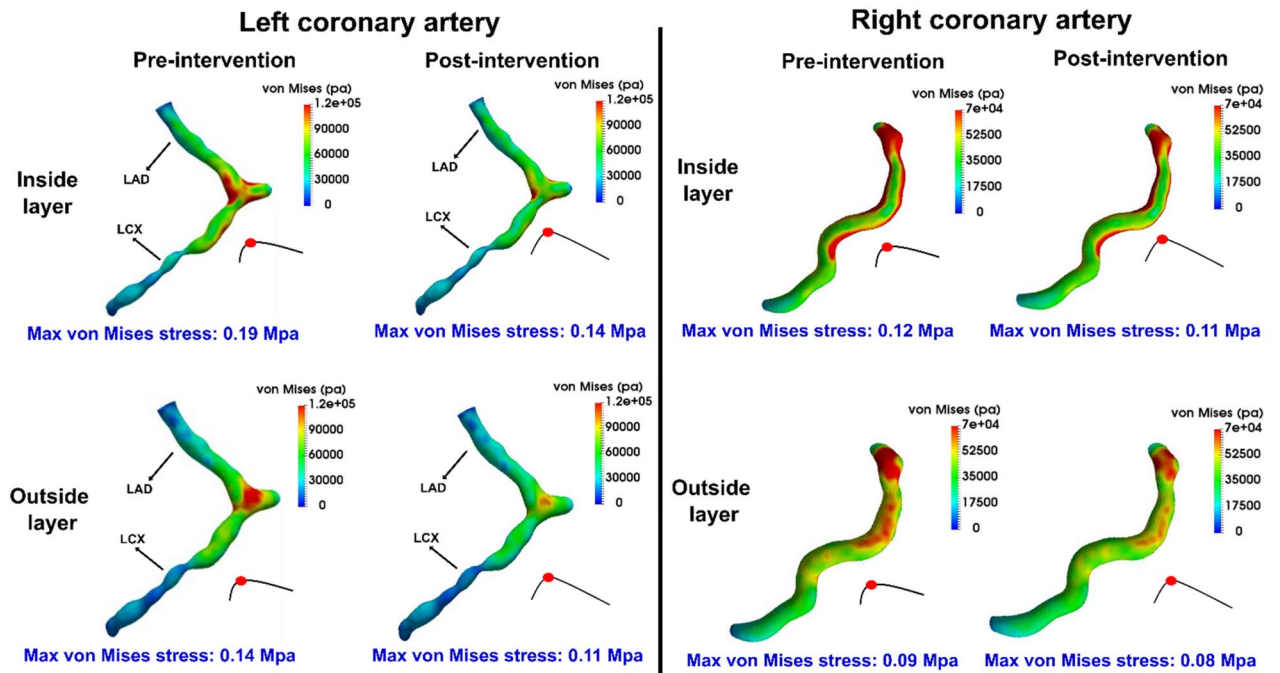 Left coronary artery
Right coronary artery
Pre-intervention
Post-intervention
Pre-intervention
Post-intervention
Inside
layer
von Mises (pa)
1.2e+05
90000
60000
30000
0
LAD
LCX
Max von Mises stress: 0.19 Mpa
von Mises (pa)
1.2e+05
90000
60000
30000
0
LAD
LCX
Max von Mises stress: 0.14 Mpa
Inside
layer
von Mises (pa)
7e+04
52500
35000
17500
0
Max von Mises stress: 0.12 Mpa
von Mises (pa)
7e+04
52500
35000
17500
0
Max von Mises stress: 0.11 Mpa
Outside
layer
von Mises (pa)
1.2e+05
90000
60000
30000
0
LAD
LCX
Max von Mises stress: 0.14 Mpa
von Mises (pa)
1.2e+05
90000
60000
30000
0
LAD
LCX
Max von Mises stress: 0.11 Mpa
Outside
layer
von Mises (pa)
7e+04
52500
35000
17500
0
Max von Mises stress: 0.09 Mpa
von Mises (pa)
7e+04
52500
35000
17500
0
Max von Mises stress: 0.08 Mpa